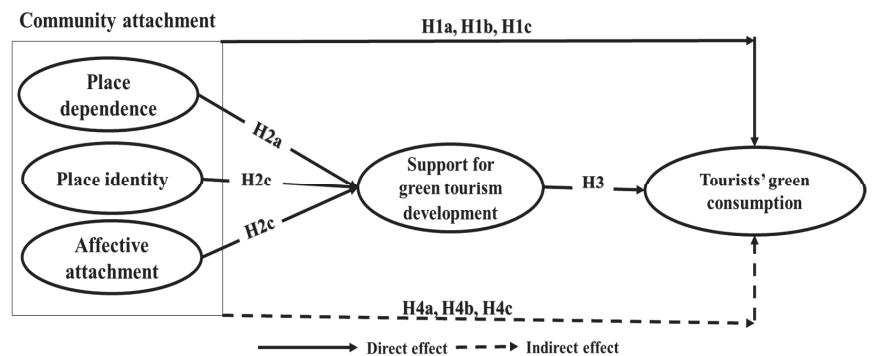 Community attachment
H1a, H1b, H1c
Place
dependence
H2a
Place identity
H2c
Support for
green tourism
development
H3
Tourists' green
consumption
H2c
Affective
attachment
H4a, H4b, H4c
Direct effect
Indirect effect